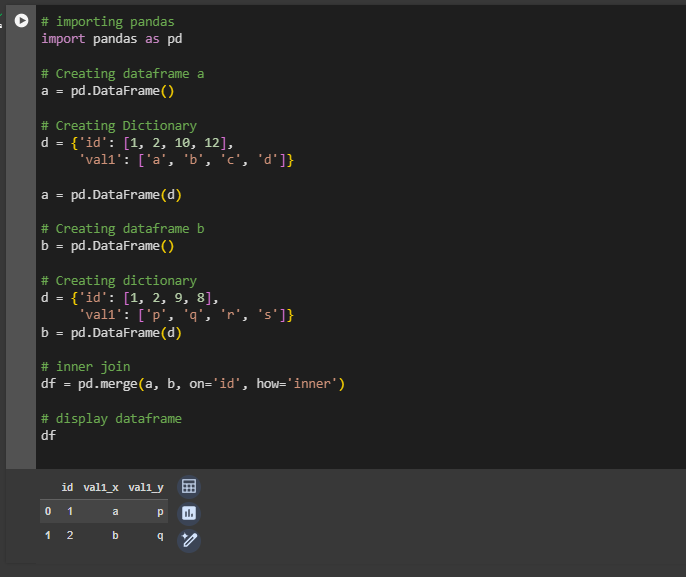 # importing pandas
import pandas as pd
# Creating dataframe a
a = pd.DataFrame()
# Creating Dictionary
d = {'id': [1, 2, 10, 12],
     'val1': ['a', 'b', 'c', 'd']}
a = pd.DataFrame(d)
# Creating dataframe b
b = pd.DataFrame()
# Creating dictionary
d = {'id': [1, 2, 9, 8],
     'val1': ['p', 'q', 'r', 's']}
b = pd.DataFrame(d)
# inner join
df = pd.merge(a, b, on='id', how='inner')
# display dataframe
df
id val1_x val1_y
0 1 a p
1 2 b q